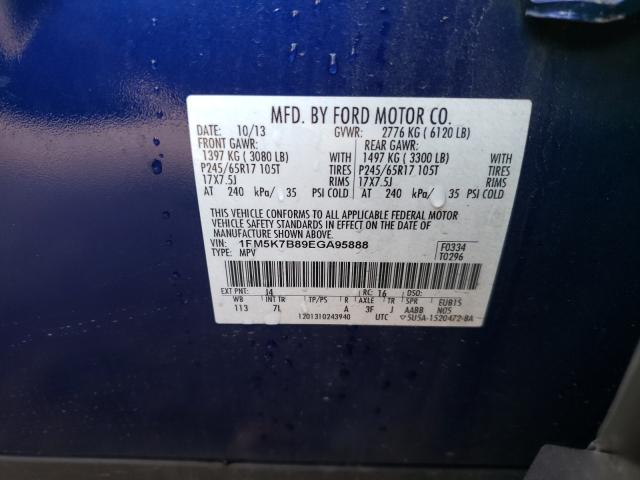 MFD. BY FORD MOTOR CO.
DATE: 10/13 GVWR: 2776 KG ( 6120 LB)
FRONT GAWR: REAR GAWR:
1397 KG ( 3080 LB) 1497 KG ( 3300 LB)
P245/65R17 105T TIRES P245/65R17 105T TIRES
17X7.5J RIMS 17X7.5J RIMS
AT 240 kPa/ 35 PSI COLD AT 240 kPa/ 35 PSI COLD
THIS VEHICLE CONFORMS TO ALL APPLICABLE FEDERAL MOTOR
VEHICLE SAFETY STANDARDS IN EFFECT ON THE DATE OF
MANUFACTURE SHOWN ABOVE.
VIN: 1FM5K7B89EGA95888 F0334
TYPE: MPV T0296
EXT PNT: J4 RC: 16 DSO:
WB INT TR TP/PS R AXLE TR SPR EUB15
113 7L A 3F J AABB N05
1201310243940 UTC 5U5A-1520472-BA